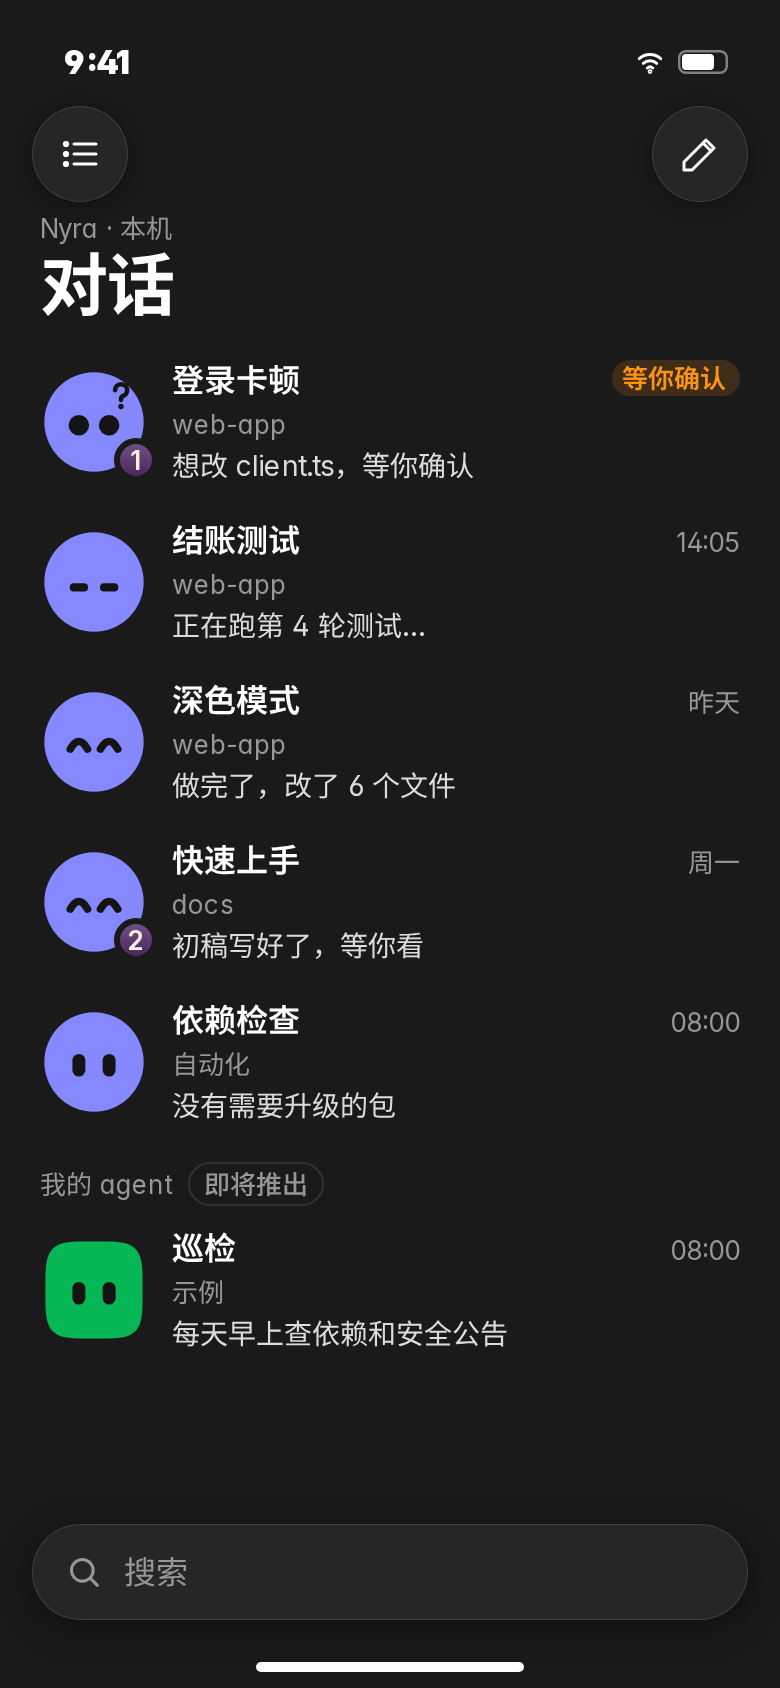 9:41
Nyra · 本机
对话
登录卡顿
等你确认
web-app
想改 client.ts，等你确认
?
1
结账测试
14:05
web-app
正在跑第 4 轮测试…
深色模式
昨天
web-app
做完了，改了 6 个文件
快速上手
周一
docs
初稿写好了，等你看
2
依赖检查
08:00
自动化
没有需要升级的包
我的 agent
即将推出
巡检
08:00
示例
每天早上查依赖和安全公告
搜索